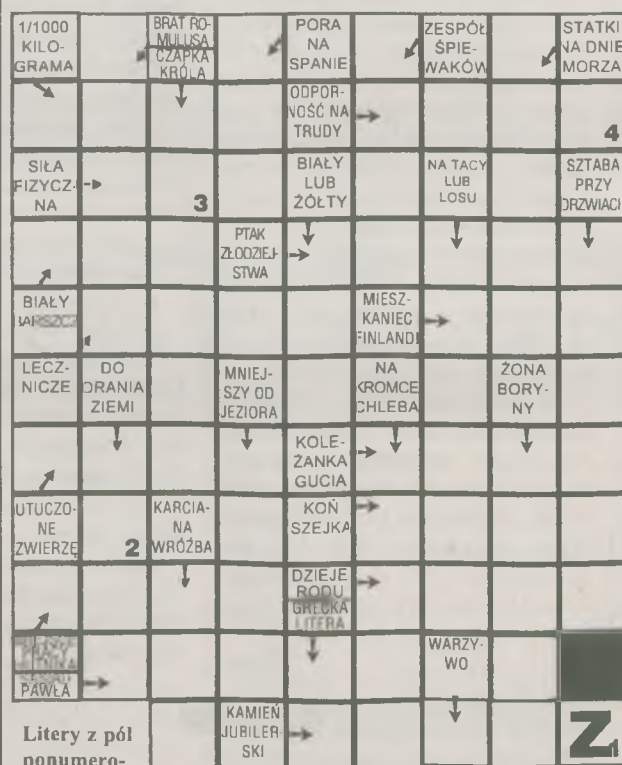 1/1000
KILO-
GRAMA
BRAT RO-
MULUSA
CZAPKA
KRÓLA
PORA
NA
SPANIE
ZESPÓŁ
ŚPIE-
WAKÓW
STATKI
NA DNIE
MORZA
ODPOR-
NOŚĆ NA
TRUDY
4
SIŁA
FIZYCZ-
NA
3
BIAŁY
LUB
ŻÓŁTY
NA TACY
LUB
LOSU
SZTABA
PRZY
DRZWIACH
PTAK
ZŁODZIEJ-
STWA
BIAŁY
BARSZCZ
MIESZ-
KANIEC
FINLANDI
LECZ-
NICZE
DO
ORANIA
ZIEMI
MNIEJ-
SZY OD
JEZIORA
NA
KROMCE
CHLEBA
ŻONA
BORY-
NY
KOLE-
ŻANKA
GUCIA
UTUCZO-
NE
ZWIERZĘ
2
KARCIA-
NA
WRÓŻBA
KOŃ
SZEJKA
DZIEJE
RODU
GRECKA
LITERA
PAWŁA
WARZY-
WO
Litery z pól
ponumero-
KAMIEŃ
JUBILER-
SKI
Z1